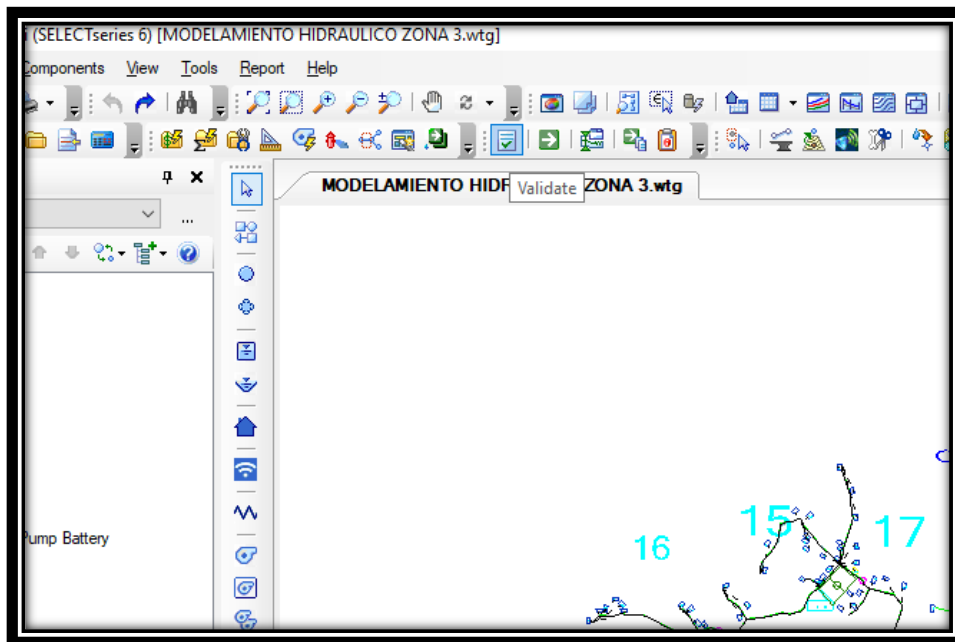 (SELECTseries 6) [MODELAMIENTO HIDRAULICO ZONA 3.wtg]
Components View Tools Report Help
MODELAMIENTO HIDR ZONA 3.wtg
Validate
Pump Battery
15
16
17